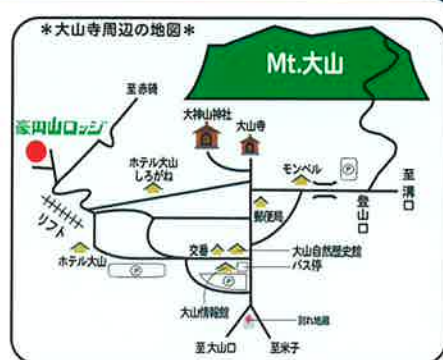 *大山寺周辺の地図*
Mt.大山
至赤碕
豪円山ロッジ
大神山神社
大山寺
ホテル大山
しろがね
モンベル
P
至溝口
登山口
リフト
郵便局
交番
大山自然歴史館
バス停
ホテル大山
P
P
大山情報館
別れ地蔵
至大山口
至米子